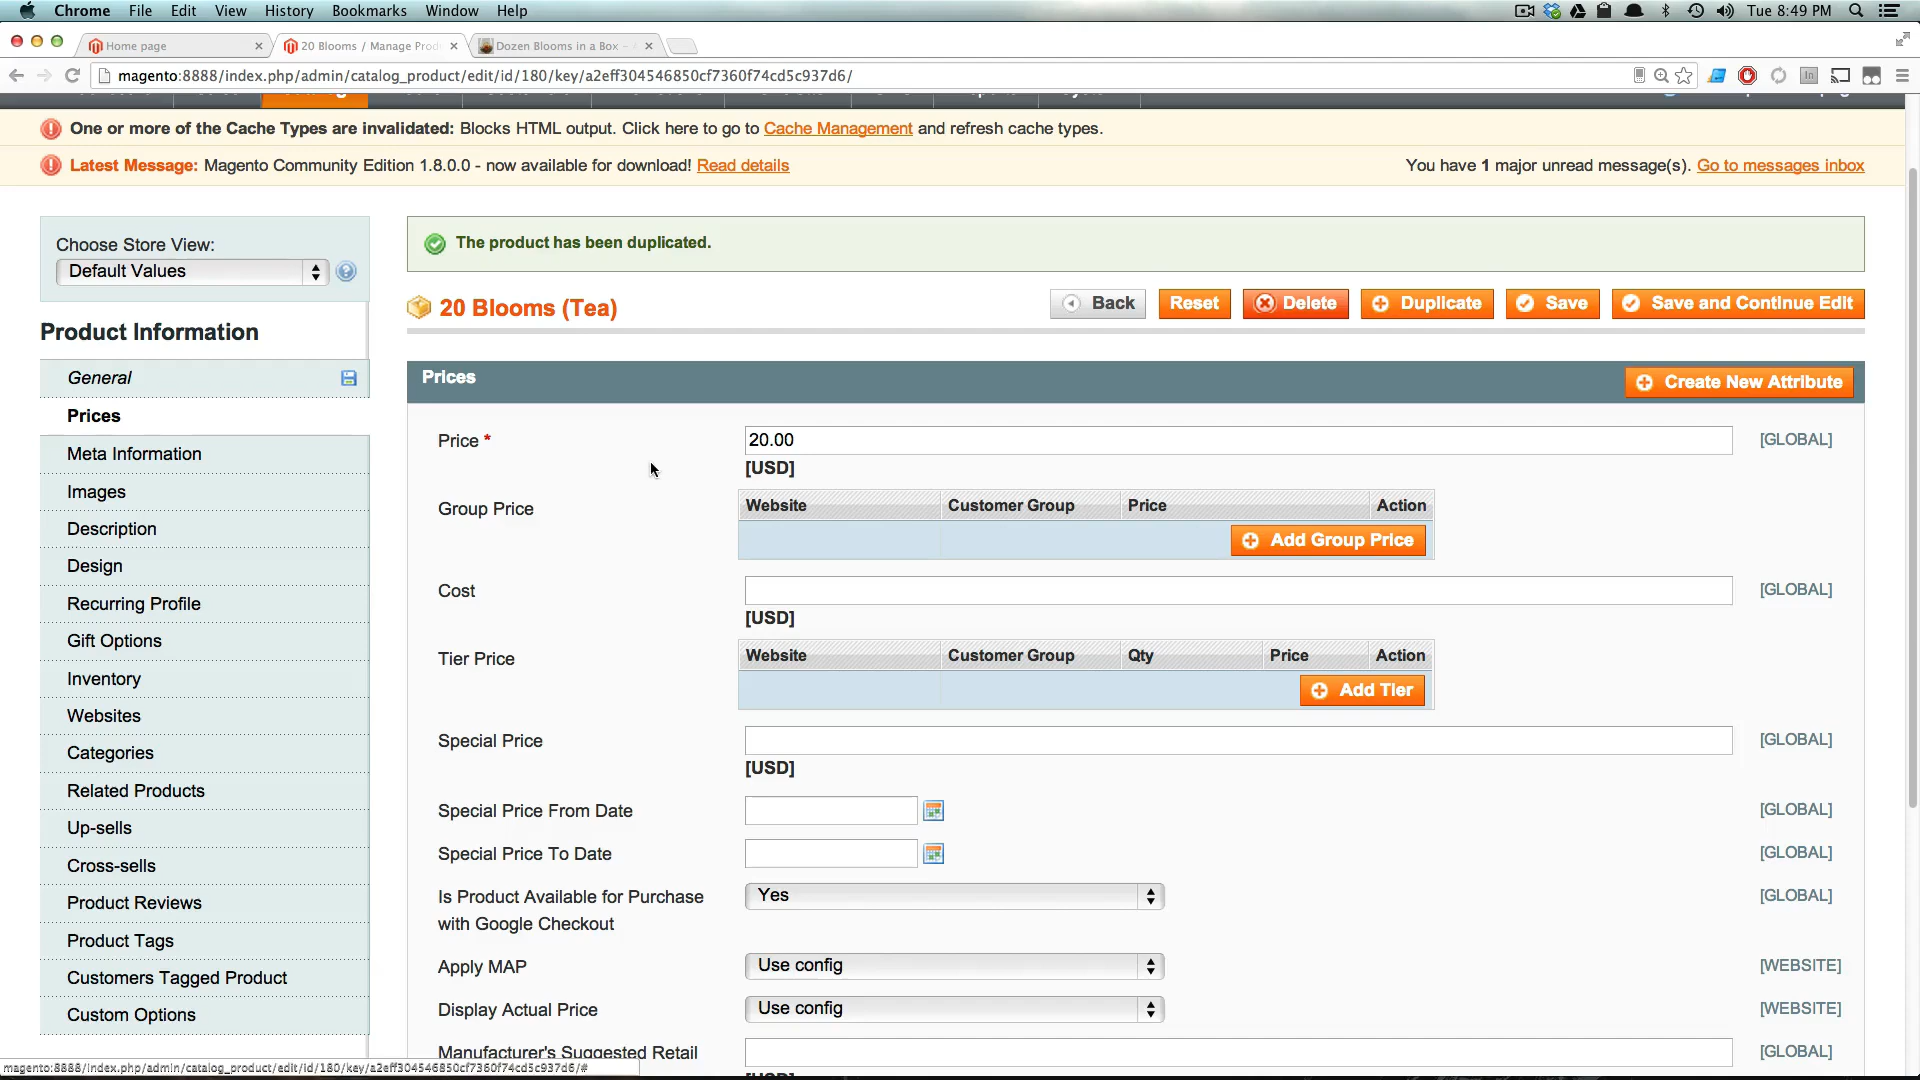 Chrome File Edit View History Bookmarks Window Help Tue 8:49 PM
Home page 20 Blooms / Manage Produ Dozen Blooms in a Box -
magento:8888/index.php/admin/catalog_product/edit/id/180/key/a2eff304546850cf7360f74cd5c937d6/
One or more of the Cache Types are invalidated: Blocks HTML output. Click here to go to Cache Management and refresh cache types.
Latest Message: Magento Community Edition 1.8.0.0 - now available for download! Read details You have 1 major unread message(s). Go to messages inbox
Choose Store View:
Default Values
The product has been duplicated.
20 Blooms (Tea) Back Reset Delete Duplicate Save Save and Continue Edit
Product Information
General
Prices
Meta Information
Images
Description
Design
Recurring Profile
Gift Options
Inventory
Websites
Categories
Related Products
Up-sells
Cross-sells
Product Reviews
Product Tags
Customers Tagged Product
Custom Options
Prices Create New Attribute
Price * 20.00 [GLOBAL]
[USD]
Group Price Website Customer Group Price Action
Add Group Price
Cost [GLOBAL]
[USD]
Tier Price Website Customer Group Qty Price Action
Add Tier
Special Price [GLOBAL]
[USD]
Special Price From Date [GLOBAL]
Special Price To Date [GLOBAL]
Is Product Available for Purchase Yes [GLOBAL]
with Google Checkout
Apply MAP Use config [WEBSITE]
Display Actual Price Use config [WEBSITE]
Manufacturer's Suggested Retail [GLOBAL]
[USD]
magento:8888/index.php/admin/catalog_product/edit/id/180/key/a2eff304546850cf7360f74cd5c937d6/#